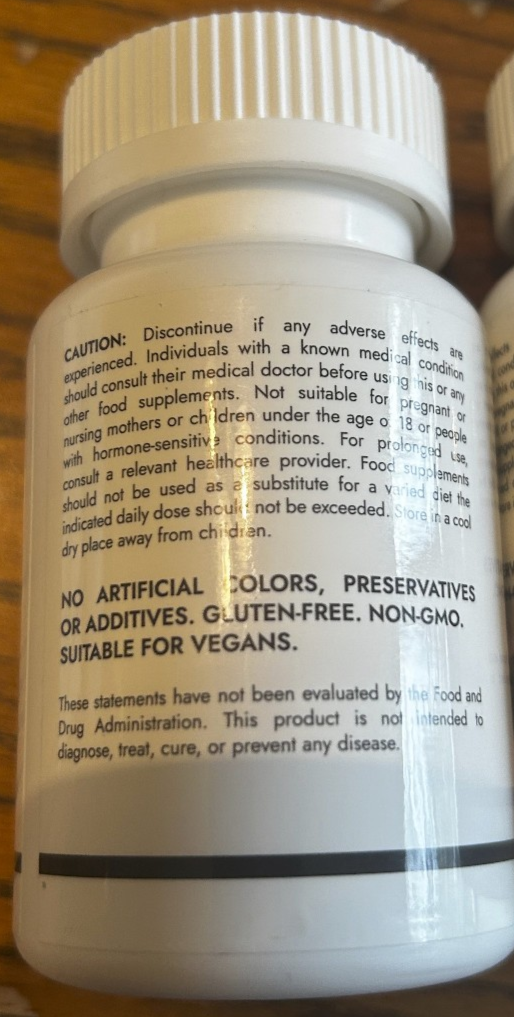 CAUTION: Discontinue if any adverse effects are
experienced. Individuals with a known medical condition
should consult their medical doctor before using this or any
other food supplements. Not suitable for pregnant or
nursing mothers or children under the age of 18 or people
with hormone-sensitive conditions. For prolonged use,
consult a relevant healthcare provider. Food supplements
should not be used as a substitute for a varied diet the
indicated daily dose should not be exceeded. Store in a cool
dry place away from children.
NO ARTIFICIAL COLORS, PRESERVATIVES
OR ADDITIVES. GLUTEN-FREE. NON-GMO.
SUITABLE FOR VEGANS.
These statements have not been evaluated by the Food and
Drug Administration. This product is not intended to
diagnose, treat, cure, or prevent any disease.